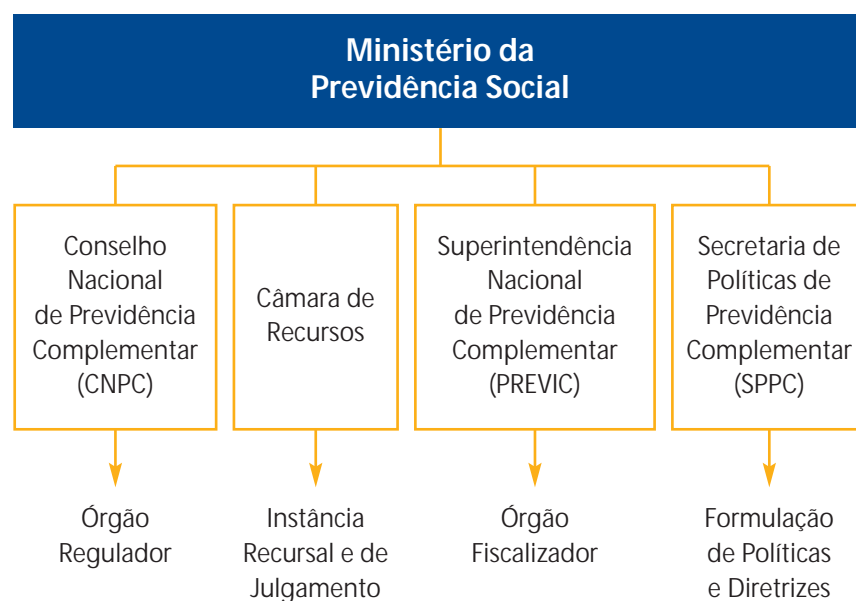 Ministério da
Previdência Social
Conselho
Nacional
de Previdência
Complementar
(CNPC)
Câmara de
Recursos
Superintendência
Nacional
de Previdência
Complementar
(PREVIC)
Secretaria de
Políticas de
Previdência
Complementar
(SPPC)
Órgão
Regulador
Instância
Recursal e de
Julgamento
Órgão
Fiscalizador
Formulação
de Políticas
e Diretrizes